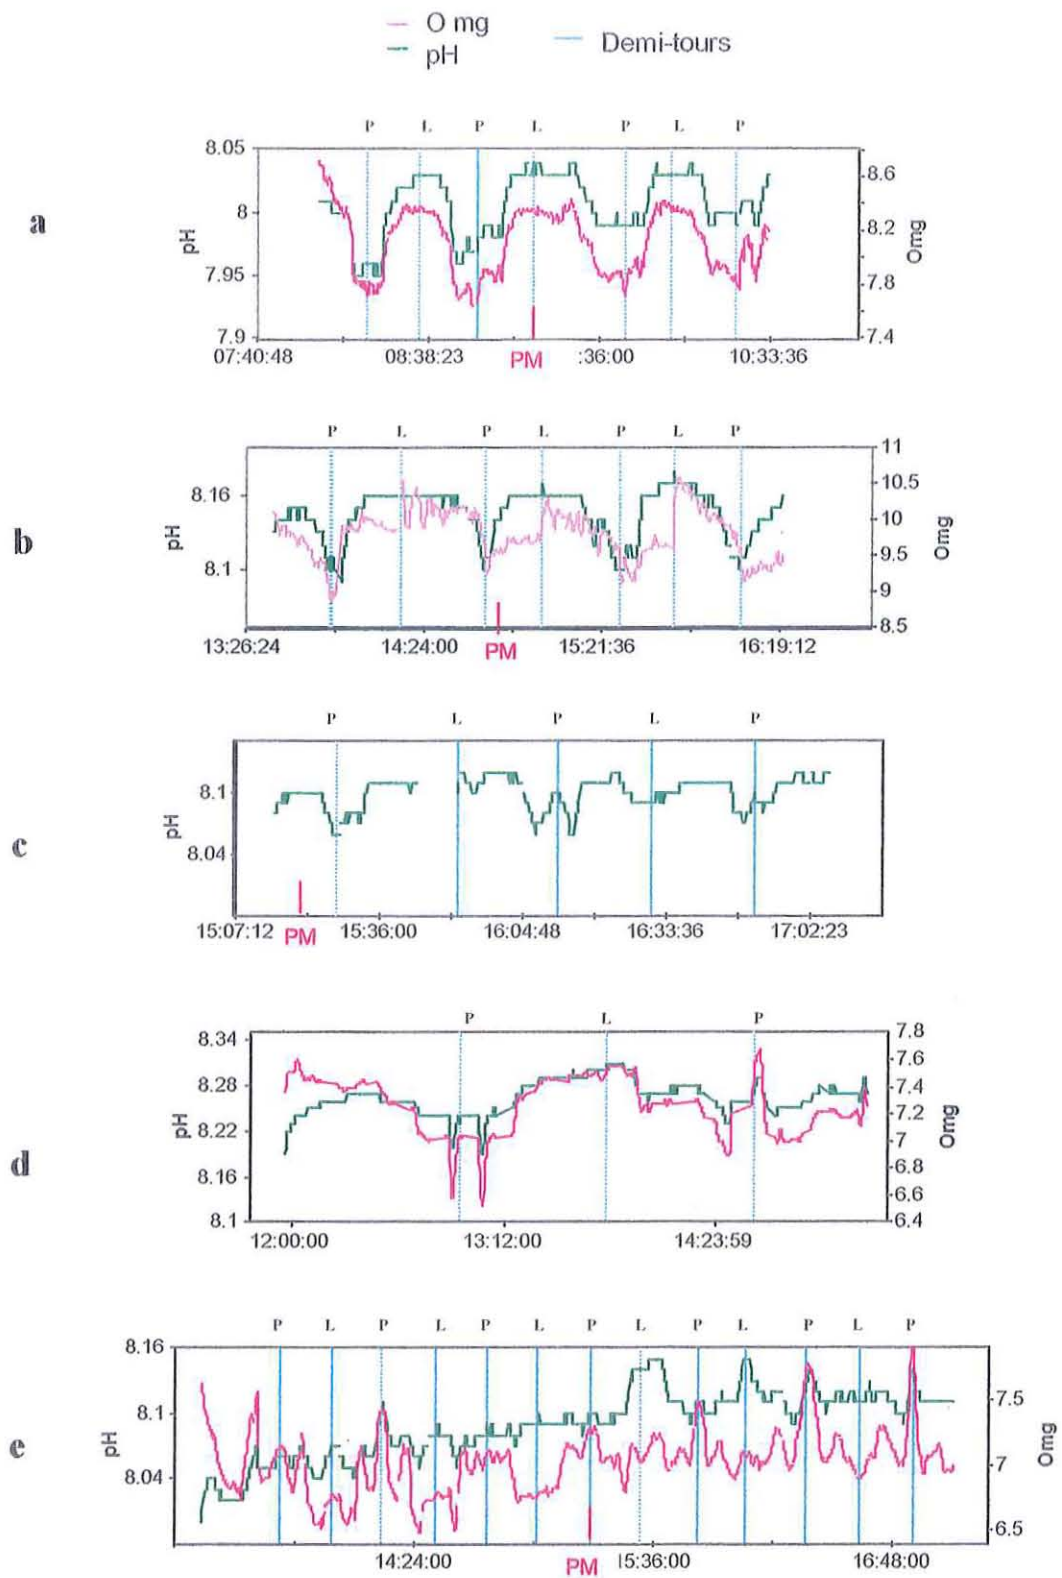 O mg
pH
Demi-tours
P L P L P L P
a
8.05
8
7.95
7.9
pH
8.6
8.2
7.8
7.4
Omg
07:40:48 08:38:23 :36:00 10:33:36
PM
P L P L P L P
b
8.16
8.1
pH
11
10.5
10
9.5
9
8.5
Omg
13:26:24 14:24:00 15:21:36 16:19:12
PM
P L P L P
c
8.1
8.04
pH
15:07:12 15:36:00 16:04:48 16:33:36 17:02:23
PM
P L P
d
8.34
8.28
8.22
8.16
8.1
pH
7.8
7.6
7.4
7.2
7
6.8
6.6
6.4
Omg
12:00:00 13:12:00 14:23:59
P L P L P L P L P L P L P
e
8.16
8.1
8.04
pH
7.5
7
6.5
Omg
14:24:00 15:36:00 16:48:00
PM